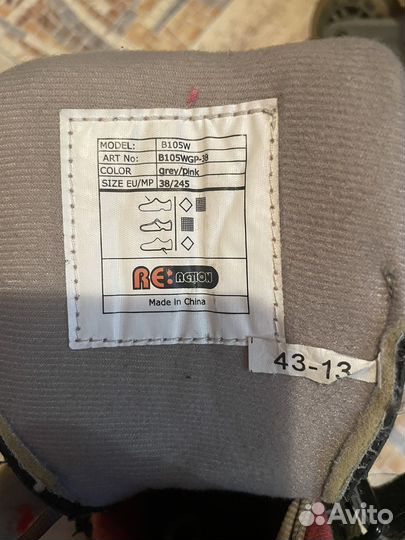 MODEL: B105W
ART No: B105WGP-38
COLOR grey/pink
SIZE EU/MP 38/245
RE:ACTION
Made in China
43-13
Avito